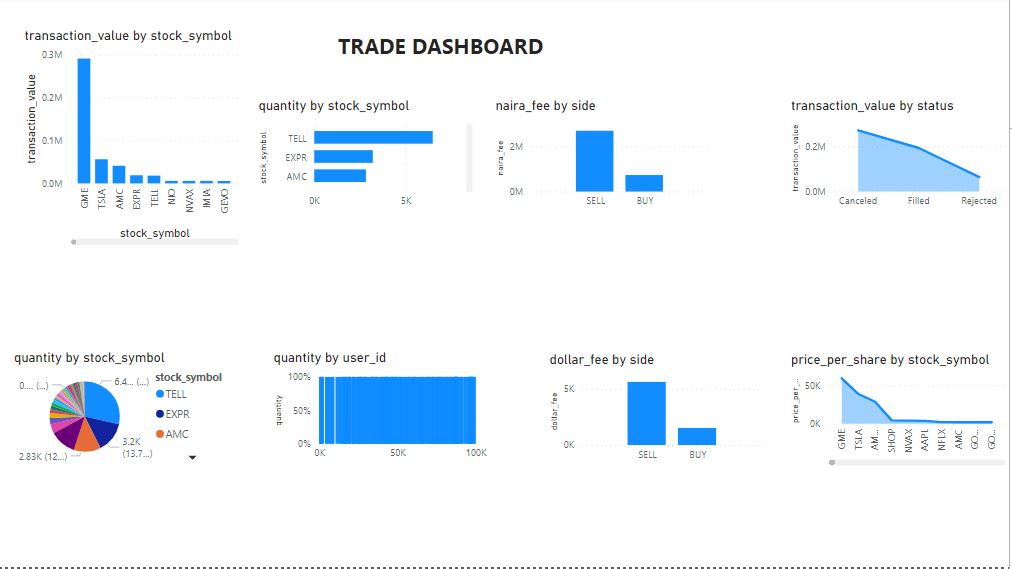 transaction_value by stock_symbol
TRADE DASHBOARD
transaction_value
0.3M
0.2M
0.1M
0.0M
GME
TSLA
AMC
EXPR
TELL
NIO
NVAX
JMIA
GEVO
stock_symbol
quantity by stock_symbol
stock_symbol
TELL
EXPR
AMC
0K
5K
naira_fee by side
naira_fee
2M
0M
SELL
BUY
transaction_value by status
transaction_value
0.2M
0.0M
Canceled
Filled
Rejected
quantity by stock_symbol
0.... (...)
6.4... (...)
3.2K
(13.7...)
2.83K (12...)
stock_symbol
TELL
EXPR
AMC
quantity by user_id
quantity
100%
50%
0%
0K
50K
100K
dollar_fee by side
dollar_fee
5K
0K
SELL
BUY
price_per_share by stock_symbol
price_per_...
50K
0K
GME
TSLA
AM...
SHOP
NVAX
AAPL
NFLX
AMC
GO...
GO...